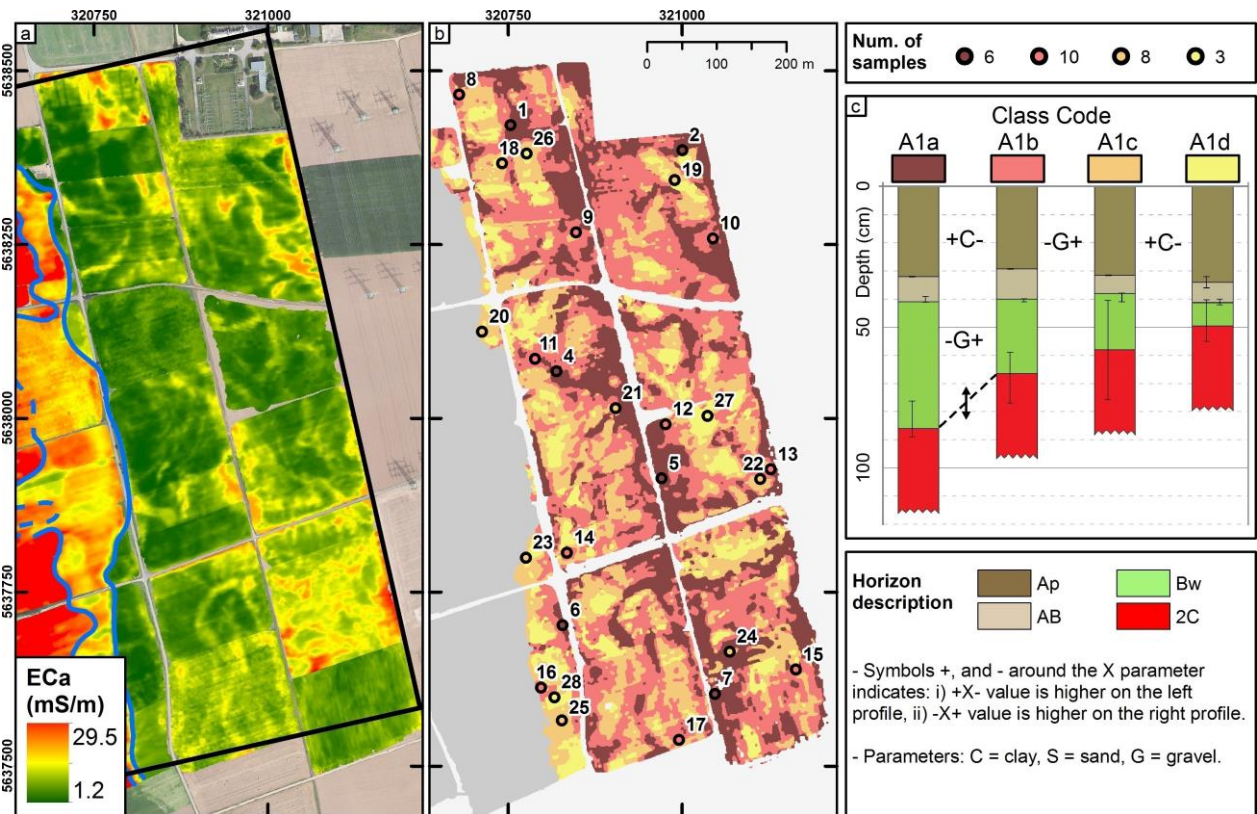 320750
321000
320750
321000
a
b
5638500
5638250
5638000
5637750
5637500
ECa
(mS/m)
29.5
1.2
0
100
200 m
8
1
26
18
2
19
9
10
20
11
4
21
12
27
5
22
13
14
23
6
24
15
16
28
7
25
17
Num. of
samples
6
10
8
3
c
Class Code
A1a
A1b
A1c
A1d
Depth (cm)
0
50
100
+C-
-G+
+C-
-G+
Horizon
description
Ap
Bw
AB
2C
- Symbols +, and - around the X parameter
indicates: i) +X- value is higher on the left
profile, ii) -X+ value is higher on the right profile.
- Parameters: C = clay, S = sand, G = gravel.